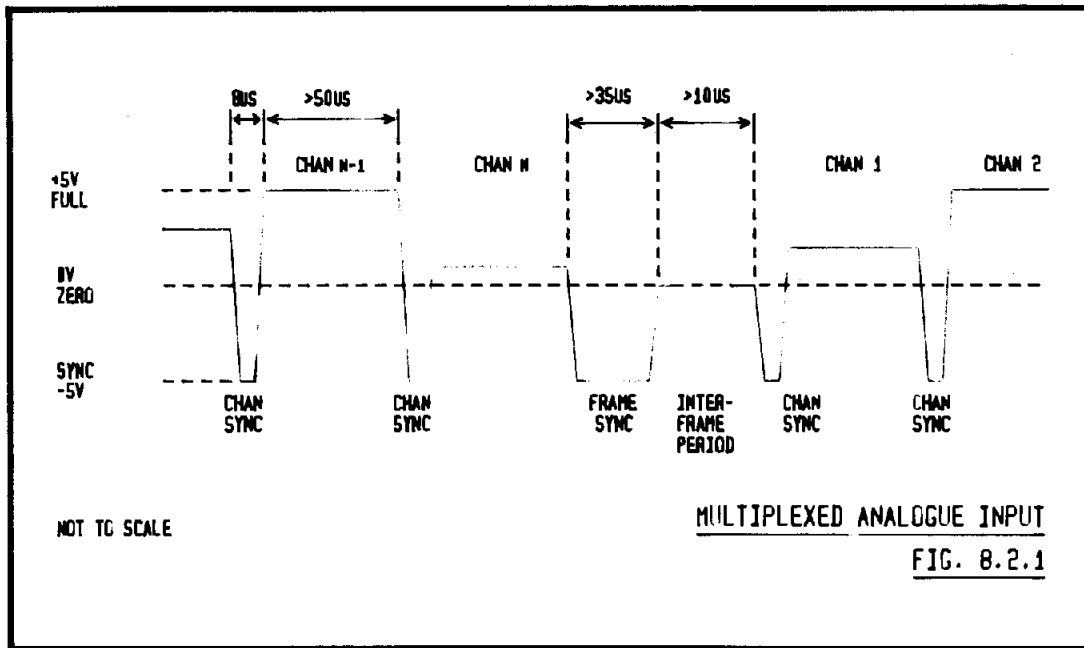 8US >50US >35US >10US
CHAN N-1 CHAN N CHAN 1 CHAN 2
+5V
FULL
0V
ZERO
SYNC
-5V
CHAN
SYNC
CHAN
SYNC
FRAME
SYNC
INTER-
FRAME
PERIOD
CHAN
SYNC
CHAN
SYNC
NOT TO SCALE
MULTIPLEXED ANALOGUE INPUT
FIG. 8.2.1